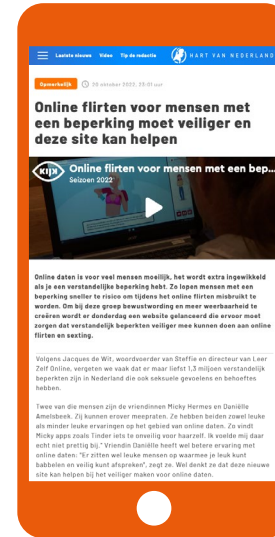 Laatste nieuws Video Tip de redactie HART VAN NEDERLAND
Opmerkelijk 20 oktober 2022, 23:01 uur
Online flirten voor mensen met
een beperking moet veiliger en
deze site kan helpen
KIJK Online flirten voor mensen met een bep...
Seizoen 2022
Online daten is voor veel mensen moeilijk, het wordt extra ingewikkeld
als je een verstandelijke beperking hebt. Zo lopen mensen met een
beperking sneller te risico om tijdens het online flirten misbruikt te
worden. Om bij deze groep bewustwording en meer weerbaarheid te
creëren wordt er donderdag een website gelanceerd die ervoor moet
zorgen dat verstandelijk beperkten veiliger mee kunnen doen aan online
flirten en sexting.
Volgens Jacques de Wit, woordvoerder van Steffie en directeur van Leer
Zelf Online, vergeten we vaak dat er maar liefst 1,3 miljoen verstandelijk
beperkten zijn in Nederland die ook seksuele gevoelens en behoeftes
hebben.
Twee van die mensen zijn de vriendinnen Micky Hermes en Daniëlle
Amelsbeek. Zij kunnen erover meepraten. Ze hebben beiden zowel leuke
als minder leuke ervaringen op het gebied van online daten. Zo vindt
Micky apps zoals Tinder iets te onveilig voor haarzelf. Ik voelde mij daar
echt niet prettig bij." Vriendin Daniëlle heeft wel betere ervaring met
online daten: "Er zitten wel leuke mensen op waarmee je leuk kunt
babbelen en veilig kunt afspreken", zegt ze. Wel denkt ze dat deze nieuwe
site kan helpen bij het veiliger maken voor online daten.